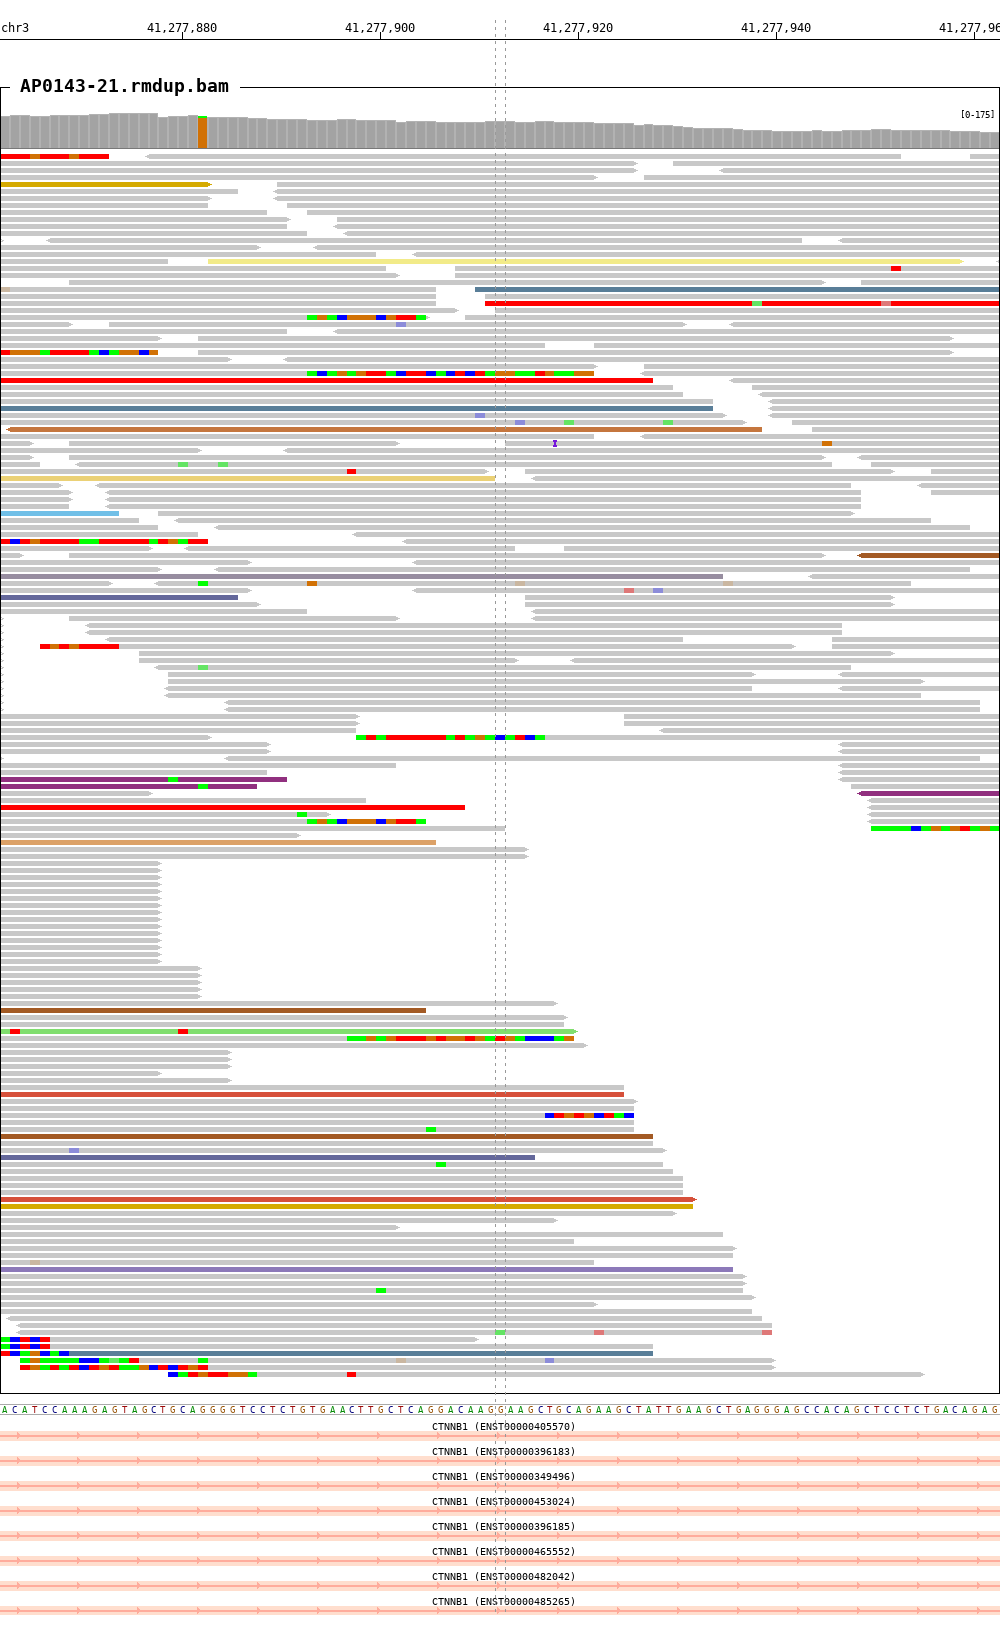 chr3 41,277,880 41,277,900 41,277,920 41,277,940 41,277,96
AP0143-21.rmdup.bam
[0-175]
ACATCCAAAGAGTAGCTGCAGGGGTCCTCTGTGAACTTGCTCAGGACAAGGAAGCTGCAGAAGCTATTGAAGCTGAGGGAGCCACAGCTCCTCTGACAGAG
CTNNB1 (ENST00000405570)
CTNNB1 (ENST00000396183)
CTNNB1 (ENST00000349496)
CTNNB1 (ENST00000453024)
CTNNB1 (ENST00000396185)
CTNNB1 (ENST00000465552)
CTNNB1 (ENST00000482042)
CTNNB1 (ENST00000485265)